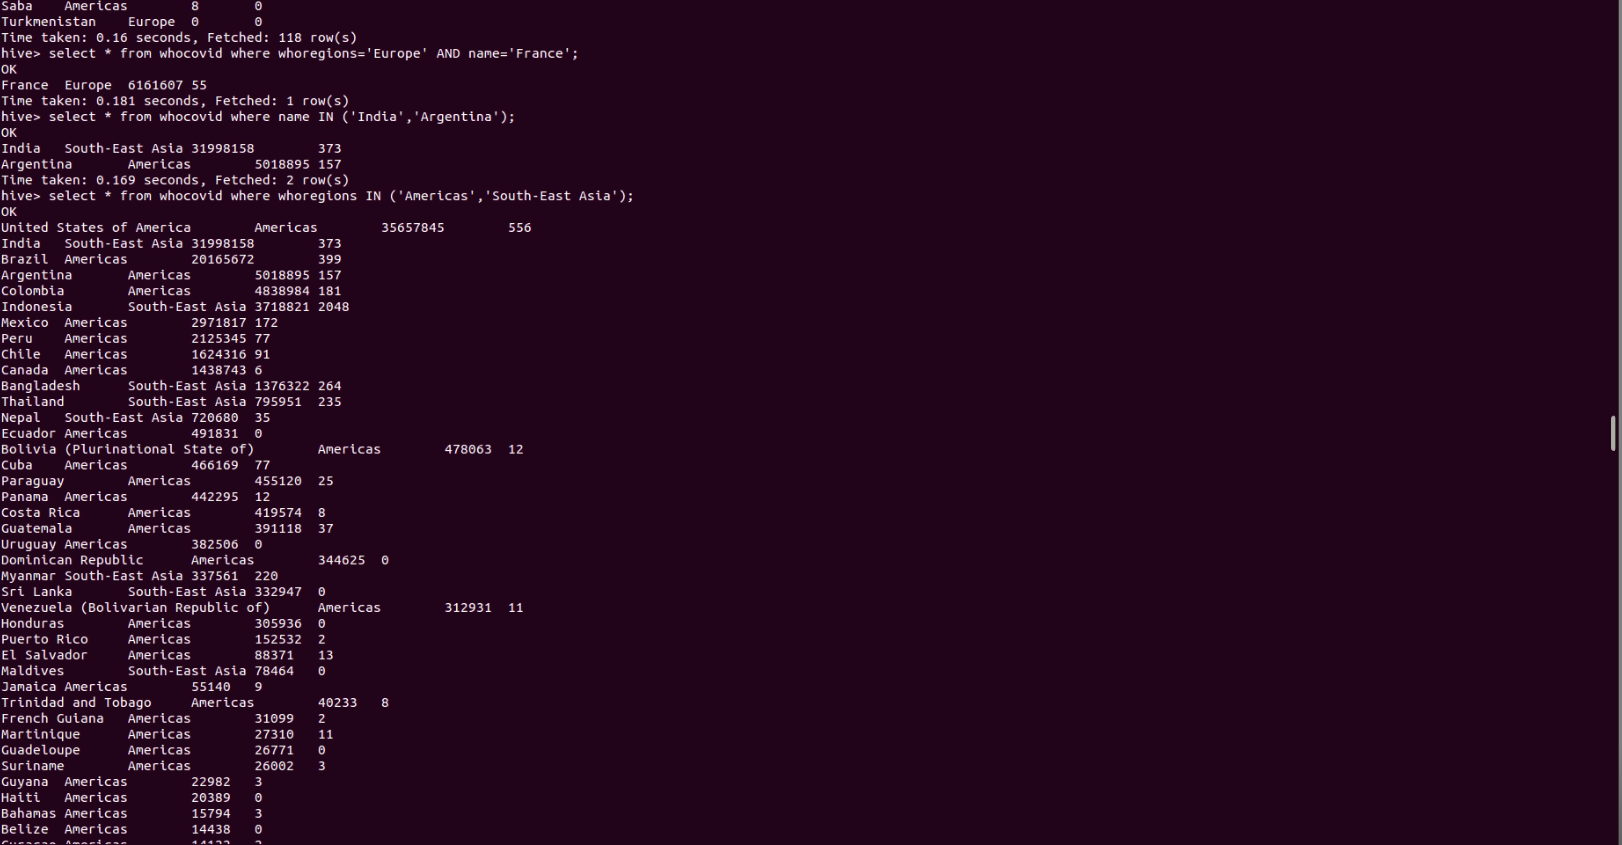 Saba    Americas        8       0
Turkmenistan    Europe  0       0
Time taken: 0.16 seconds, Fetched: 118 row(s)
hive> select * from whocovid where whoregions='Europe' AND name='France';
OK
France  Europe  6161607 55
Time taken: 0.181 seconds, Fetched: 1 row(s)
hive> select * from whocovid where name IN ('India','Argentina');
OK
India   South-East Asia 31998158        373
Argentina       Americas        5018895 157
Time taken: 0.169 seconds, Fetched: 2 row(s)
hive> select * from whocovid where whoregions IN ('Americas','South-East Asia');
OK
United States of America        Americas        35657845        556
India   South-East Asia 31998158        373
Brazil  Americas        20165672        399
Argentina       Americas        5018895 157
Colombia        Americas        4838984 181
Indonesia       South-East Asia 3718821 2048
Mexico  Americas        2971817 172
Peru    Americas        2125345 77
Chile   Americas        1624316 91
Canada  Americas        1438743 6
Bangladesh      South-East Asia 1376322 264
Thailand        South-East Asia 795951  235
Nepal   South-East Asia 720680  35
Ecuador Americas        491831  0
Bolivia (Plurinational State of)        Americas        478063  12
Cuba    Americas        466169  77
Paraguay        Americas        455120  25
Panama  Americas        442295  12
Costa Rica      Americas        419574  8
Guatemala       Americas        391118  37
Uruguay Americas        382506  0
Dominican Republic      Americas        344625  0
Myanmar South-East Asia 337561  220
Sri Lanka       South-East Asia 332947  0
Venezuela (Bolivarian Republic of)      Americas        312931  11
Honduras        Americas        305936  0
Puerto Rico     Americas        152532  2
El Salvador     Americas        88371   13
Maldives        South-East Asia 78464   0
Jamaica Americas        55140   9
Trinidad and Tobago     Americas        40233   8
French Guiana   Americas        31099   2
Martinique      Americas        27310   11
Guadeloupe      Americas        26771   0
Suriname        Americas        26002   3
Guyana  Americas        22982   3
Haiti   Americas        20389   0
Bahamas Americas        15794   3
Belize  Americas        14438   0
Americas